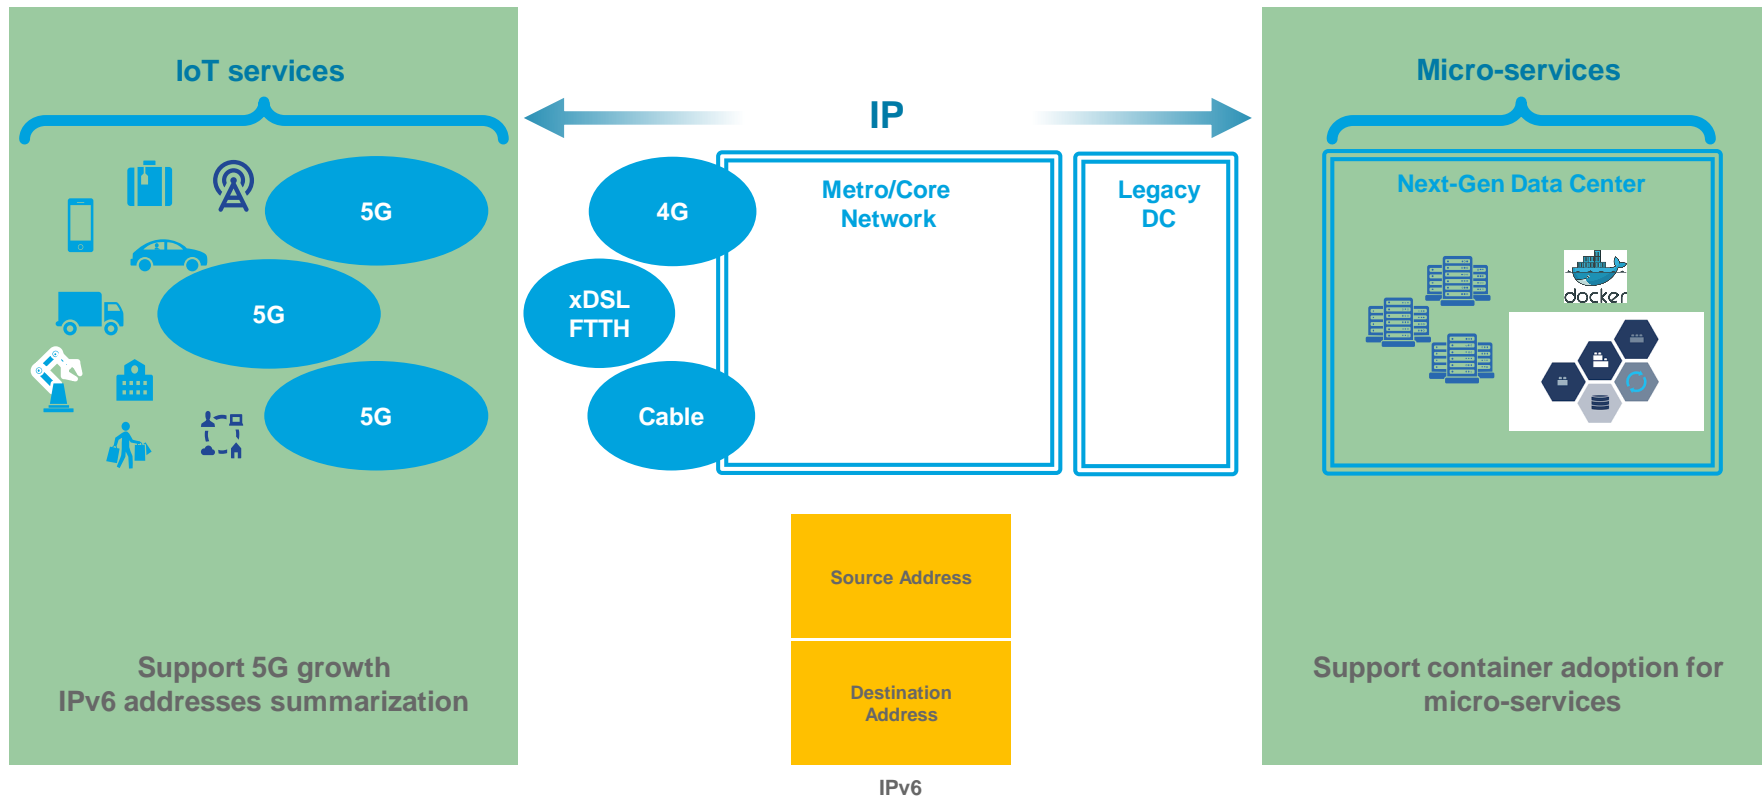 IoT services
IP
Micro-services
5G
5G
5G
4G
xDSL
FTTH
Cable
Metro/Core
Network
Legacy
DC
Next-Gen Data Center
docker
Source Address
Destination
Address
IPv6
Support 5G growth
IPv6 addresses summarization
Support container adoption for
micro-services